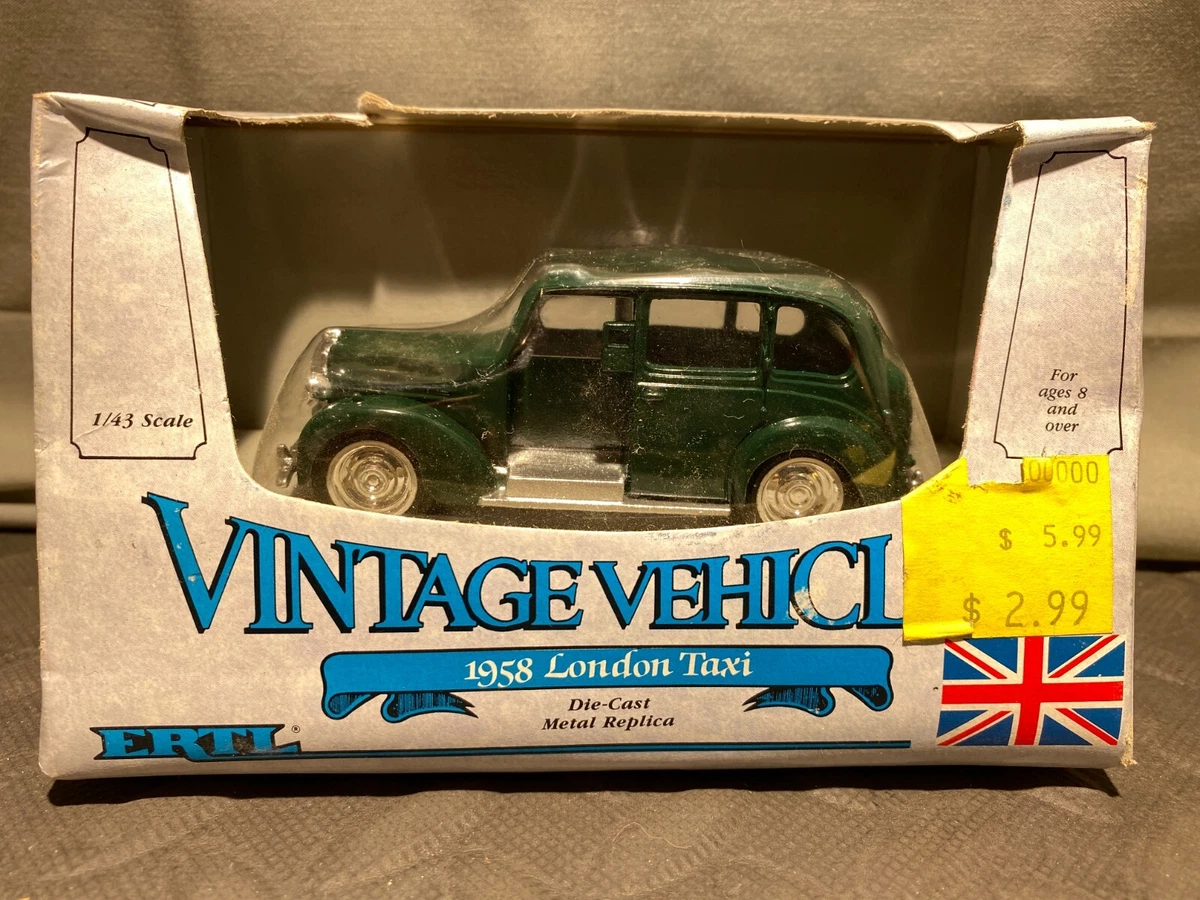 1/43 Scale
For
ages 8
and
over
00000
$ 5.99
$ 2.99
VINTAGE VEHICL
1958 London Taxi
Die-Cast
Metal Replica
ERTL®